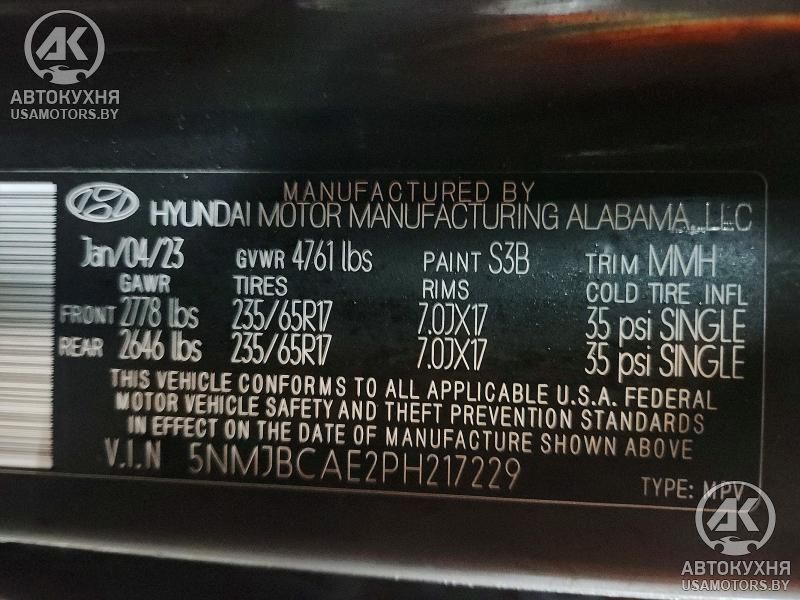 АК
АВТОКУХНЯ
USAMOTORS.BY
MANUFACTURED BY
HYUNDAI MOTOR MANUFACTURING ALABAMA, LLC
Jan/04/23 GVWR 4761 lbs PAINT S3B TRIM MMH
GAWR TIRES RIMS COLD TIRE INFL
FRONT 2778 lbs 235/65R17 7.0JX17 35 psi SINGLE
REAR 2646 lbs 235/65R17 7.0JX17 35 psi SINGLE
THIS VEHICLE CONFORMS TO ALL APPLICABLE U.S.A. FEDERAL
MOTOR VEHICLE SAFETY AND THEFT PREVENTION STANDARDS
IN EFFECT ON THE DATE OF MANUFACTURE SHOWN ABOVE
V.I.N 5NMJBCAE2PH217229
TYPE: MPV
АК
АВТОКУХНЯ
USAMOTORS.BY